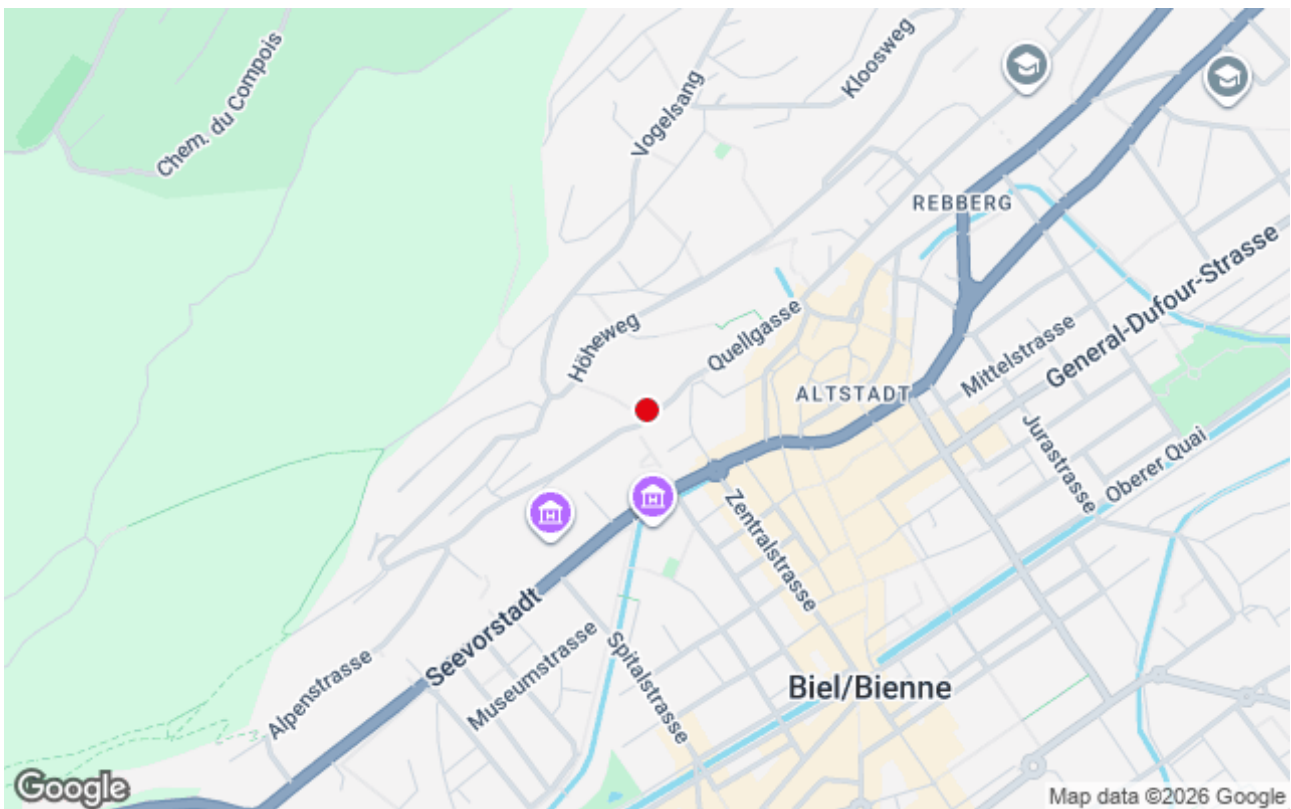 Chem. du Compois
Vogelsang
Kloosweg
REBBERG
General-Dufour-Strasse
Höheweg
Quellgasse
Mittelstrasse
ALTSTADT
Jurastrasse
Oberer Quai
Zentralstrasse
Seevorstadt
Museumstrasse
Spitalstrasse
Alpenstrasse
Biel/Bienne
Google
Map data ©2026 Google